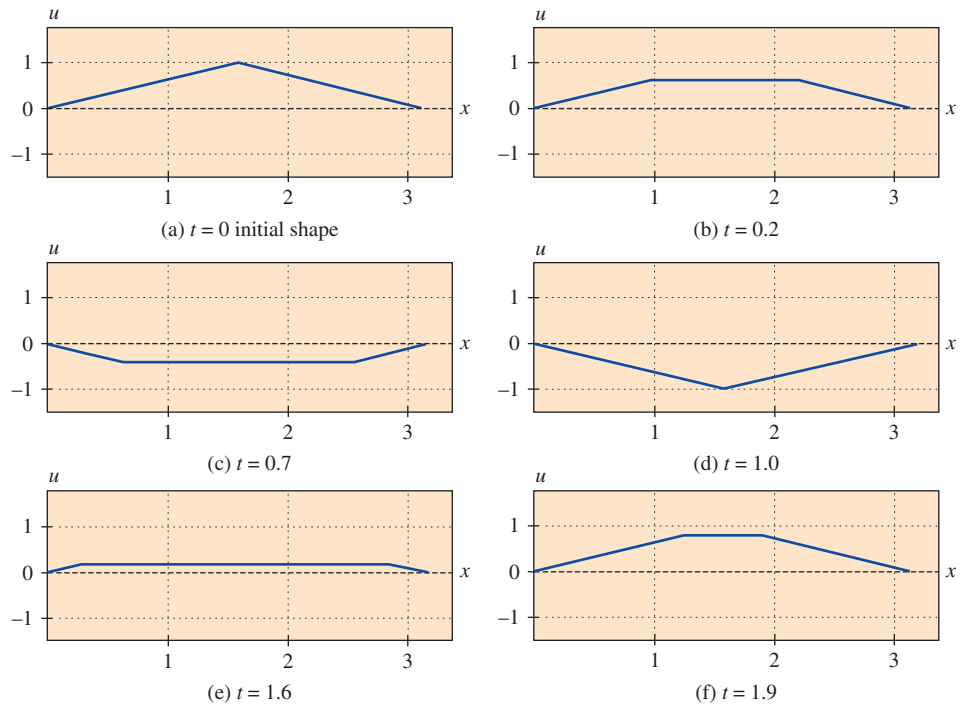 u
1
0
–1
x
1 2 3
(a) t = 0 initial shape
u
1
0
–1
x
1 2 3
(b) t = 0.2
u
1
0
–1
x
1 2 3
(c) t = 0.7
u
1
0
–1
x
1 2 3
(d) t = 1.0
u
1
0
–1
x
1 2 3
(e) t = 1.6
u
1
0
–1
x
1 2 3
(f) t = 1.9